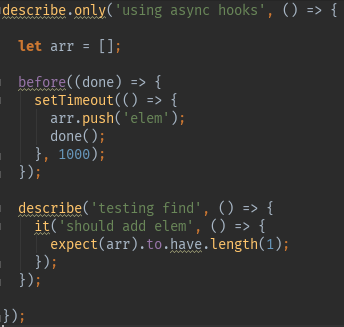 describe.only('using async hooks', () => {
let arr = [];
before((done) => {
setTimeout(() => {
arr.push('elem');
done();
}, 1000);
});
describe('testing find', () => {
it('should add elem', () => {
expect(arr).to.have.length(1);
});
});
});